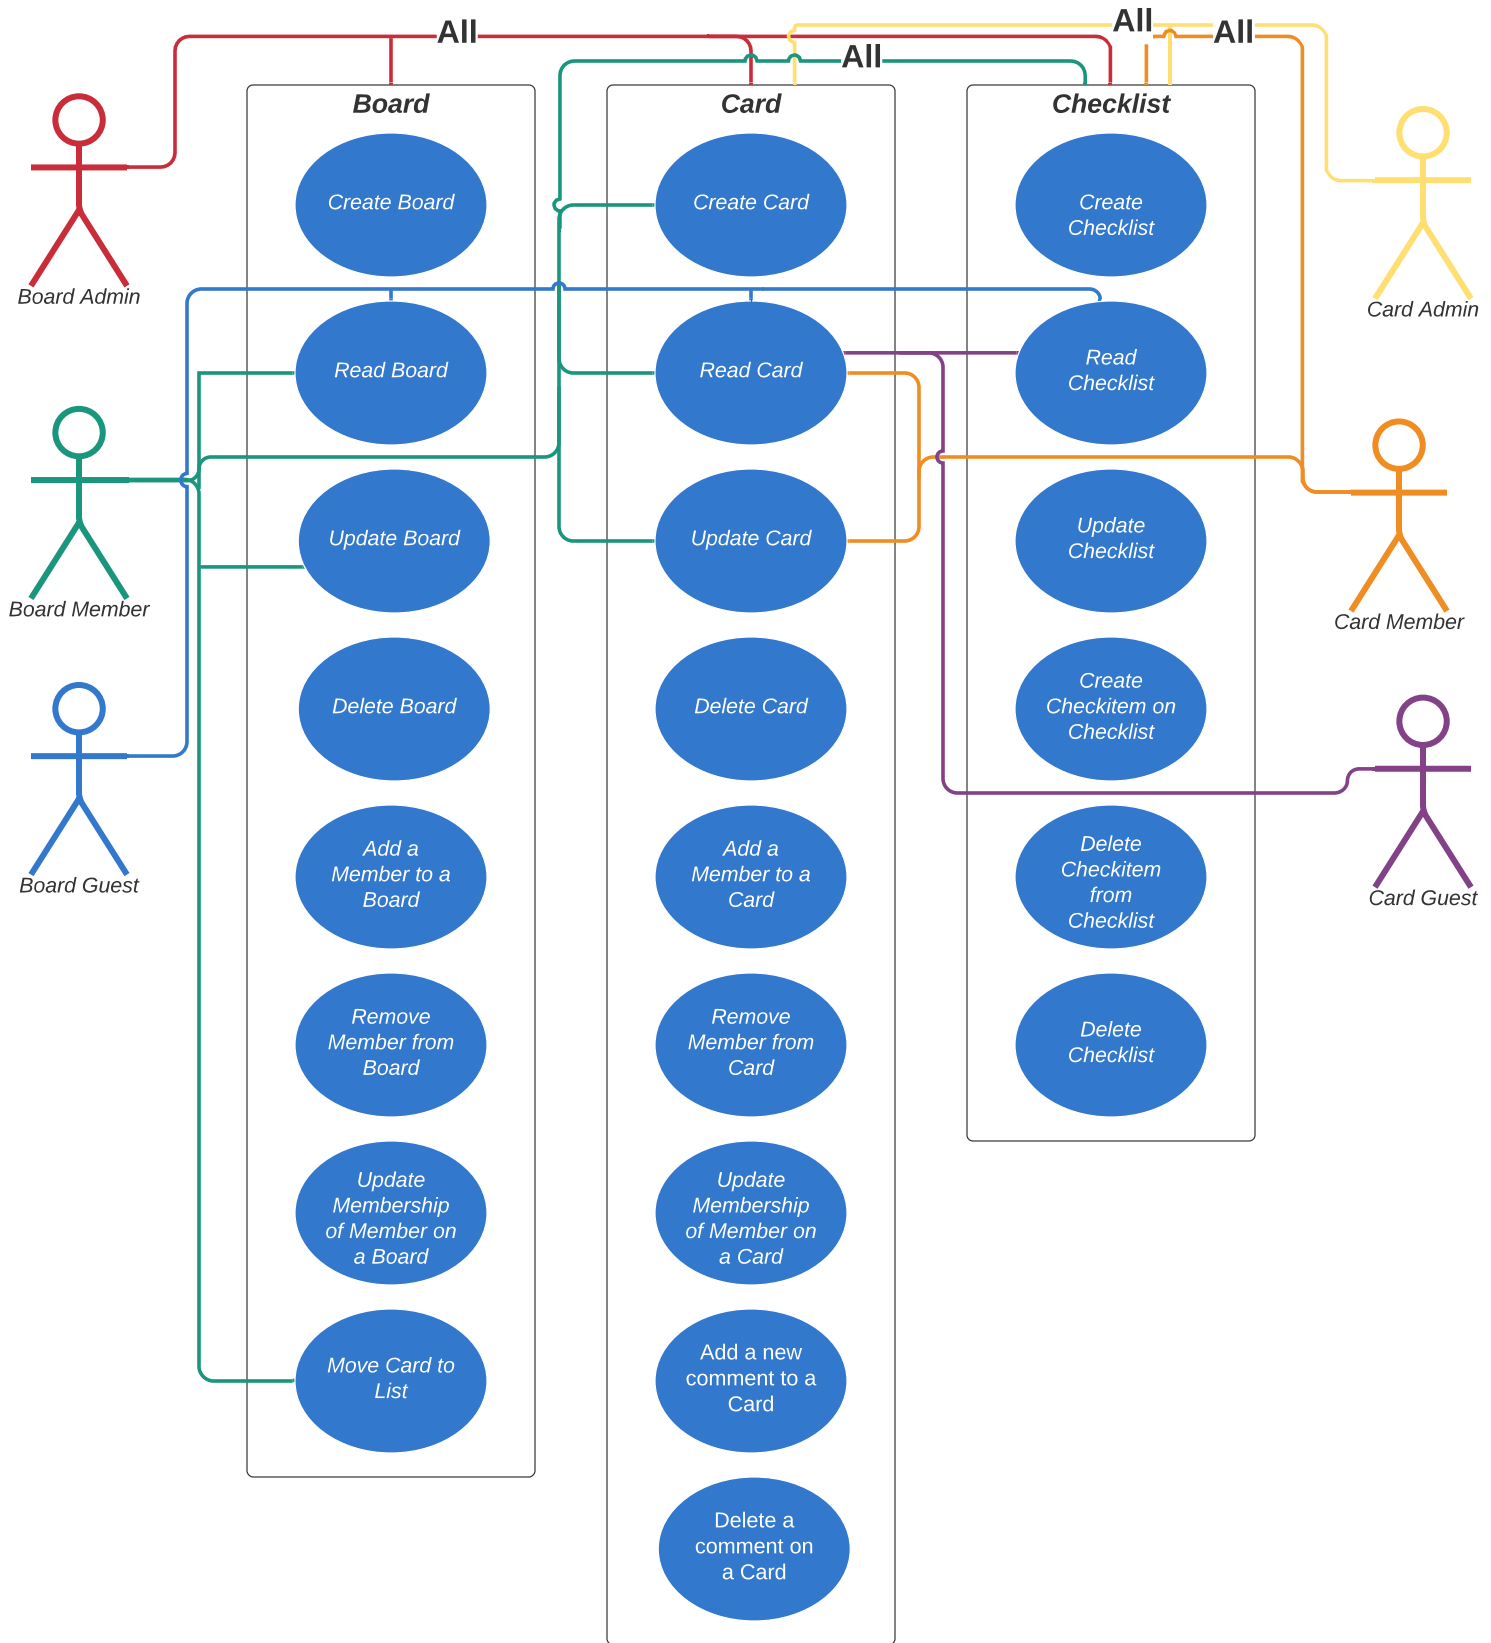 All
All
All
All
Board
Card
Checklist
Create Board
Create Card
Create
Checklist
Board Admin
Card Admin
Read Board
Read Card
Read
Checklist
Update Board
Update Card
Update
Checklist
Board Member
Card Member
Delete Board
Delete Card
Create
Checkitem on
Checklist
Board Guest
Card Guest
Add a
Member to a
Board
Add a
Member to a
Card
Delete
Checkitem
from
Checklist
Remove
Member from
Board
Remove
Member from
Card
Delete
Checklist
Update
Membership
of Member on
a Board
Update
Membership
of Member on
a Card
Move Card to
List
Add a new
comment to a
Card
Delete a
comment on
a Card